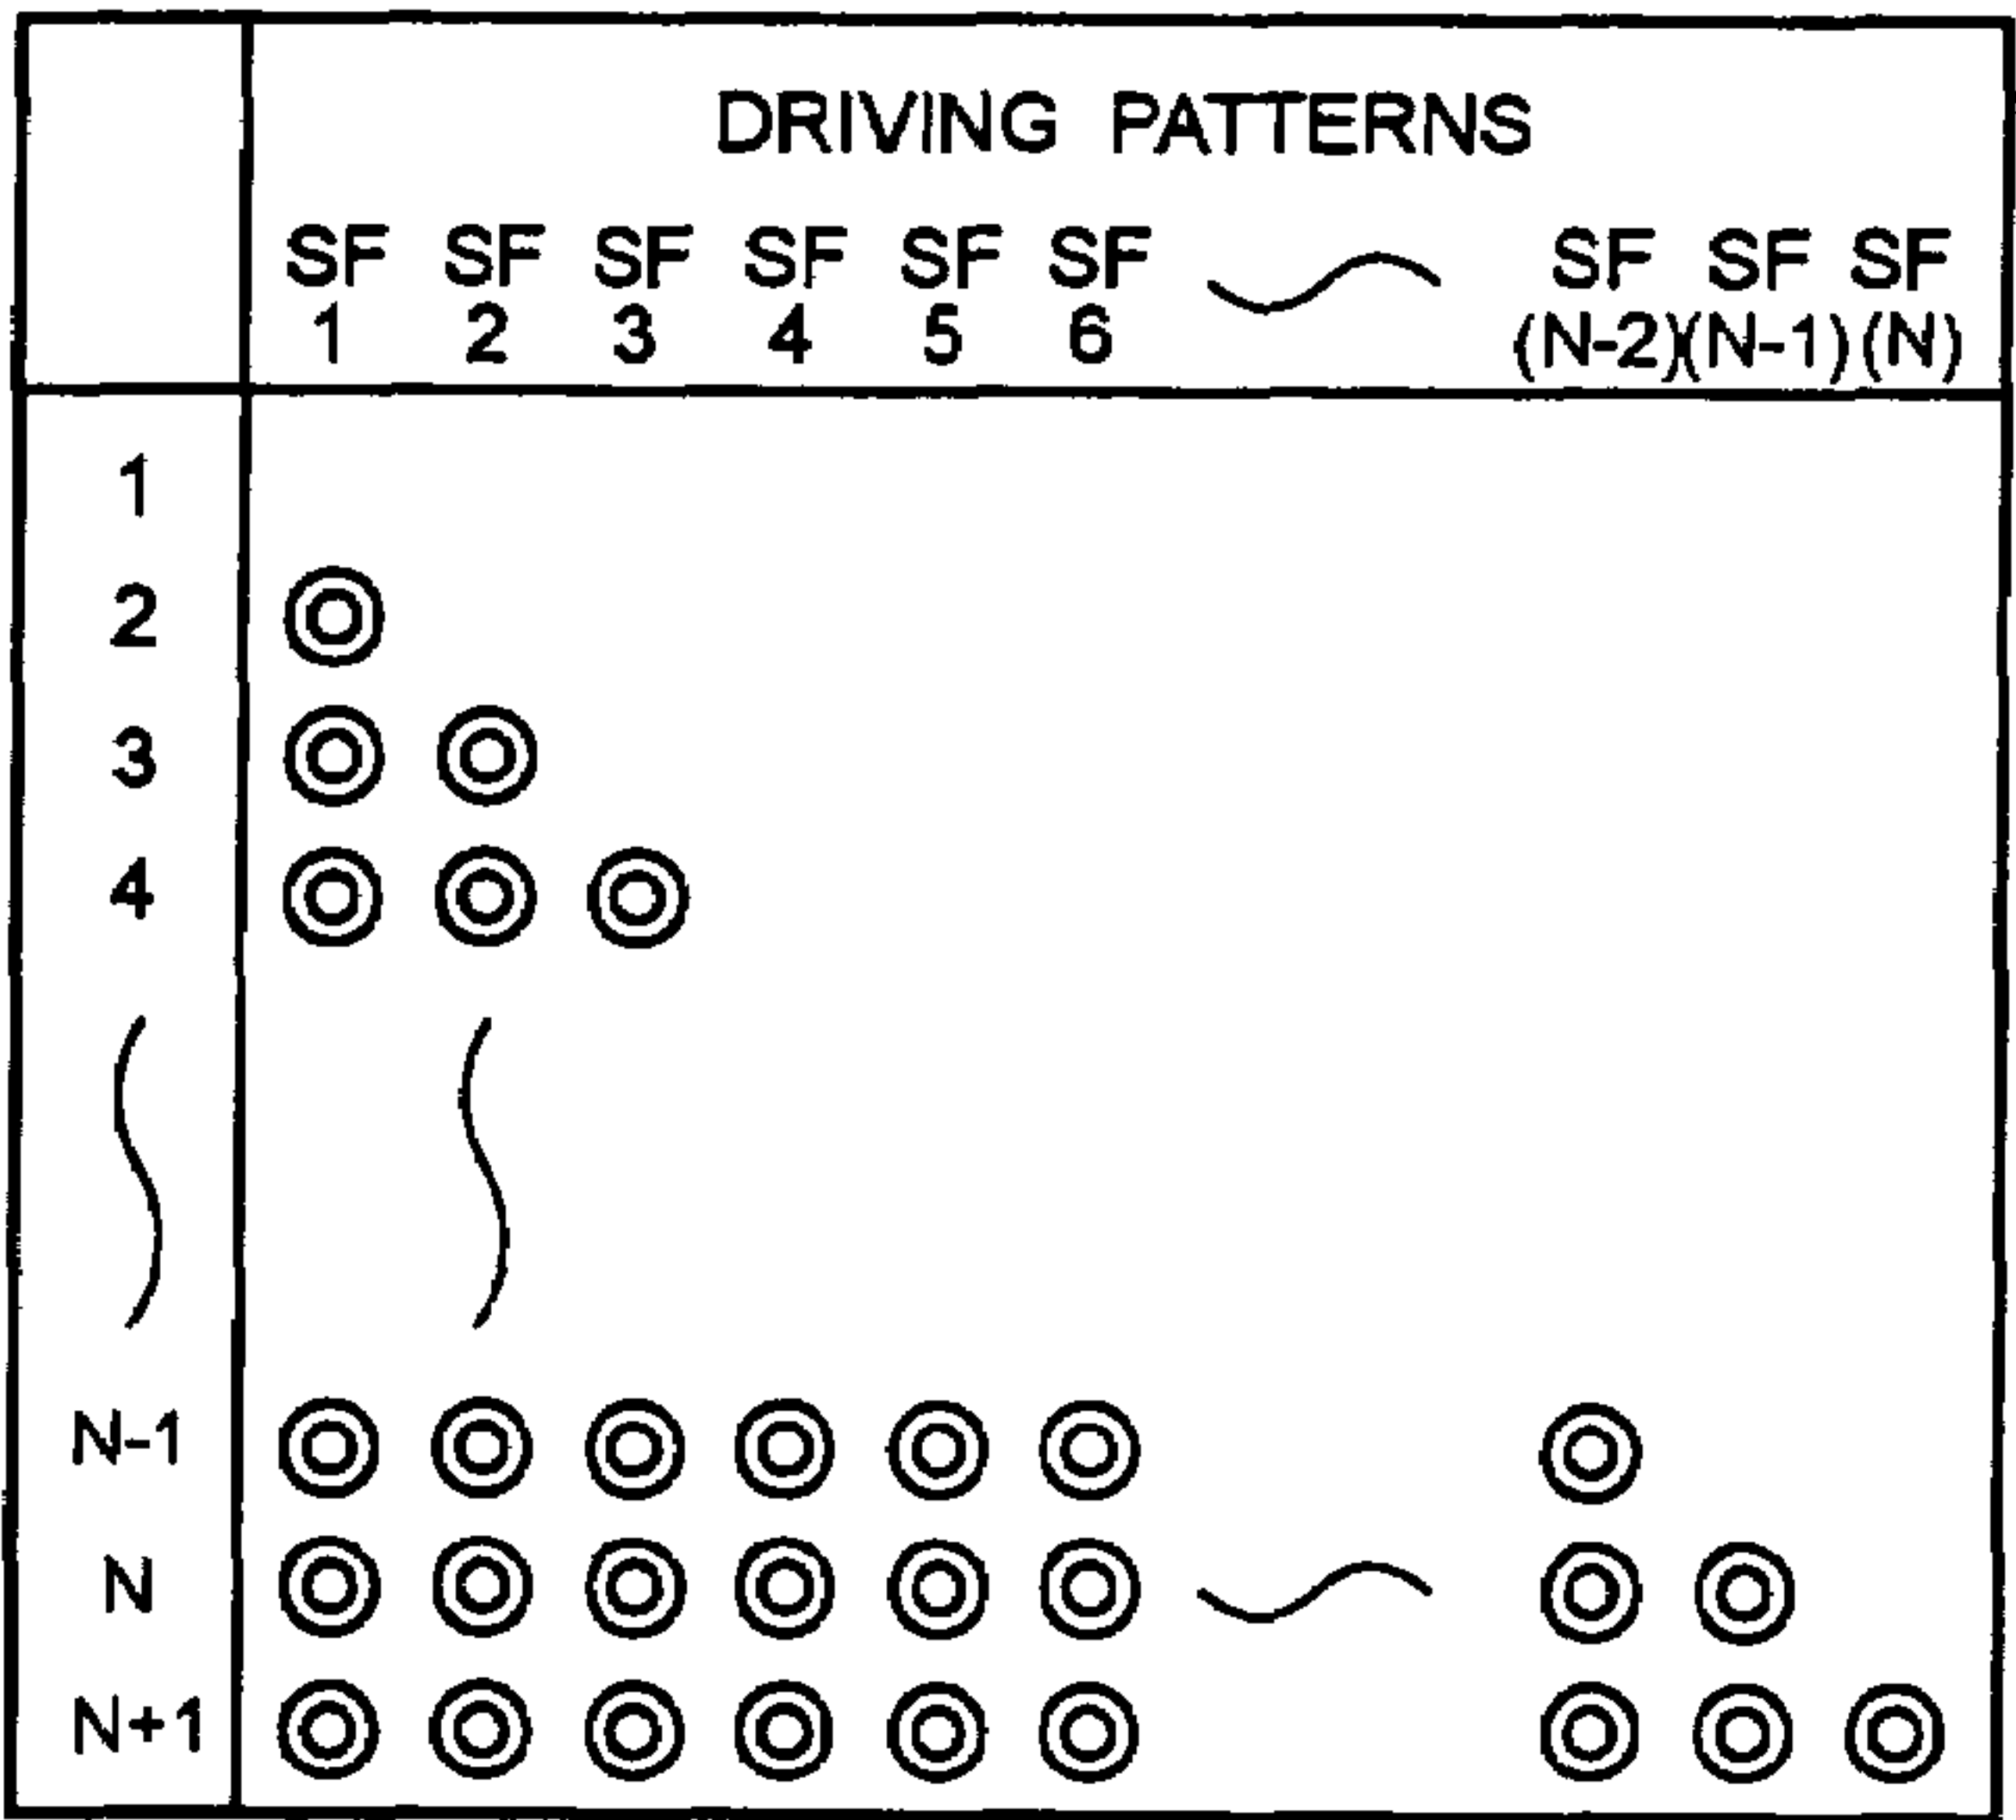 DRIVING PATTERNS
SF SF SF SF SF SF SF SF SF
1 2 3 4 5 6 (N-2)(N-1)(N)
1
2
3
4
N-1
N
N+1